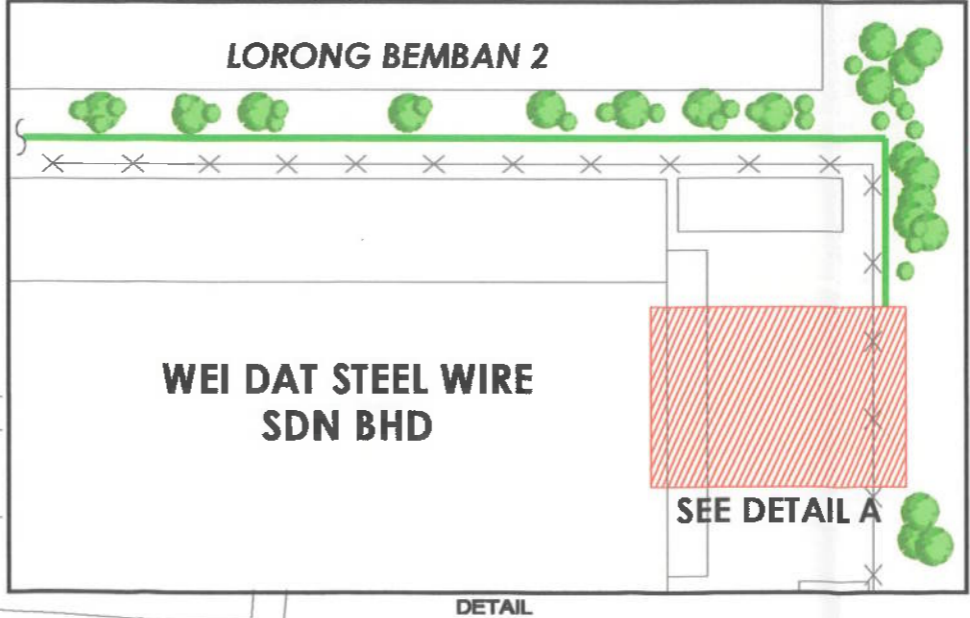 LORONG BEMBAN 2
WEI DAT STEEL WIRE
SDN BHD
SEE DETAIL A
DETAIL